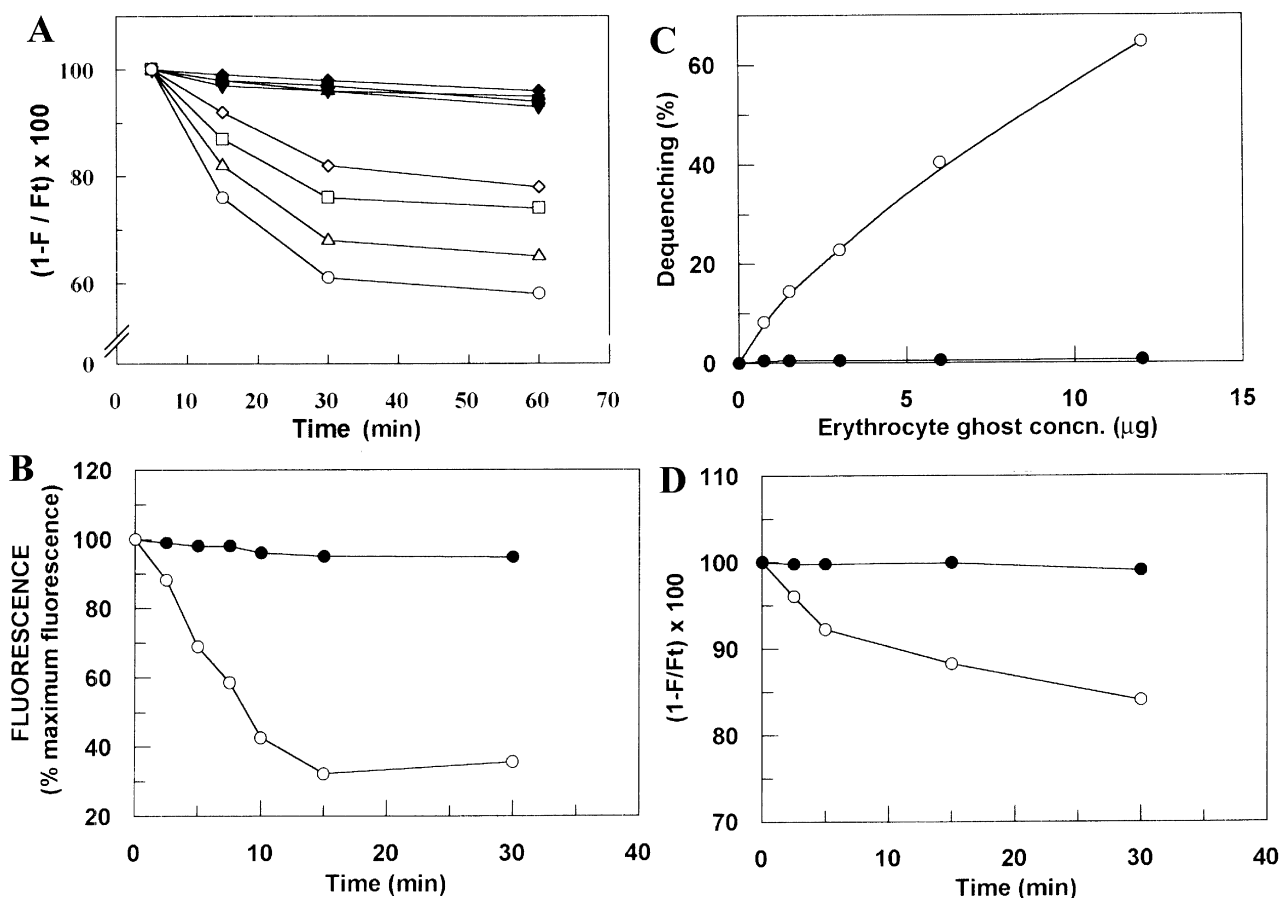 A
(1-F / Ft) x 100
100
80
60
0
0 10 20 30 40 50 60 70
Time (min)
C
Dequenching (%)
60
40
20
0
0 5 10 15
Erythrocyte ghost concn. (μg)
B
FLUORESCENCE
(% maximum fluorescence)
120
100
80
60
40
20
0 10 20 30 40
Time (min)
D
(1-F/Ft) x 100
110
100
90
80
70
0 10 20 30 40
Time (min)